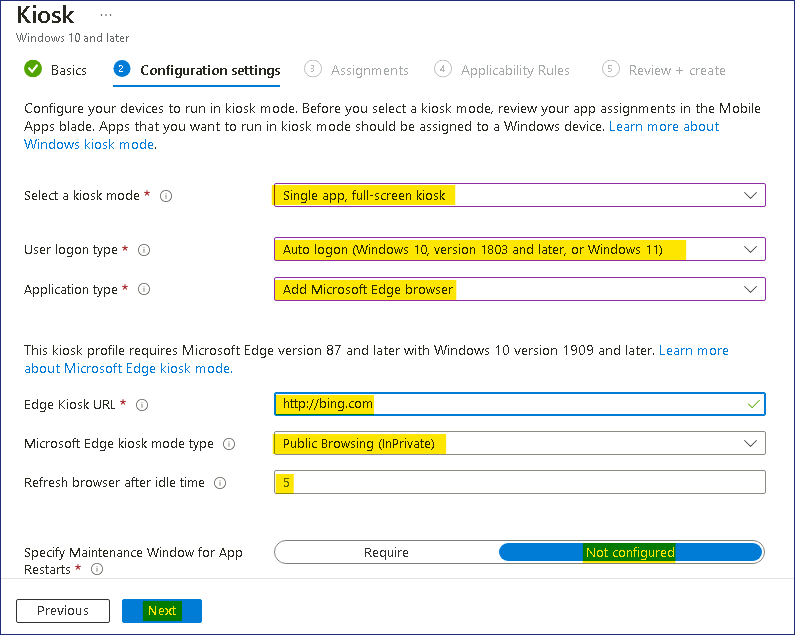 Kiosk ...
Windows 10 and later
Basics 2 Configuration settings 3 Assignments 4 Applicability Rules 5 Review + create
Configure your devices to run in kiosk mode. Before you select a kiosk mode, review your app assignments in the Mobile
Apps blade. Apps that you want to run in kiosk mode should be assigned to a Windows device. Learn more about
Windows kiosk mode.
Select a kiosk mode * Single app, full-screen kiosk
User logon type * Auto logon (Windows 10, version 1803 and later, or Windows 11)
Application type * Add Microsoft Edge browser
This kiosk profile requires Microsoft Edge version 87 and later with Windows 10 version 1909 and later. Learn more
about Microsoft Edge kiosk mode.
Edge Kiosk URL * http://bing.com
Microsoft Edge kiosk mode type Public Browsing (InPrivate)
Refresh browser after idle time 5
Specify Maintenance Window for App Require Not configured
Restarts *
Previous Next